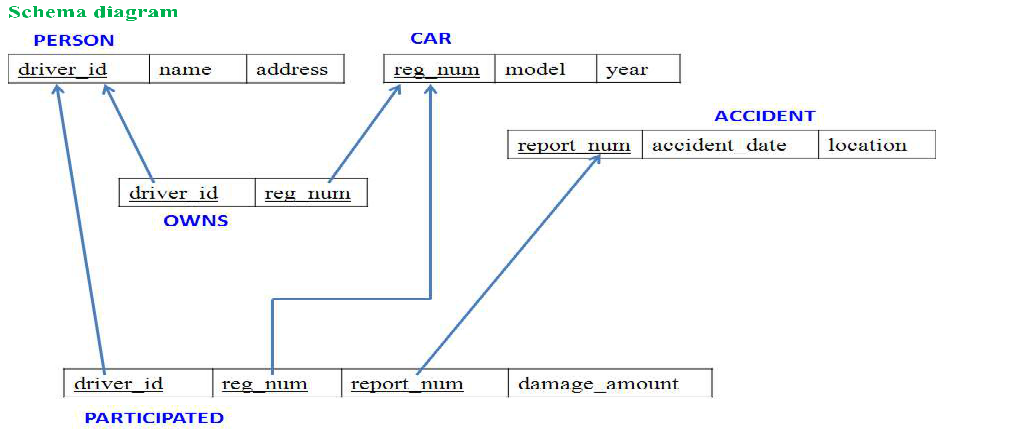 Schema diagram
PERSON
CAR
driver_id name address
reg_num model year
ACCIDENT
report_num accident_date location
driver_id reg_num
OWNS
driver_id reg_num report_num damage_amount
PARTICIPATED